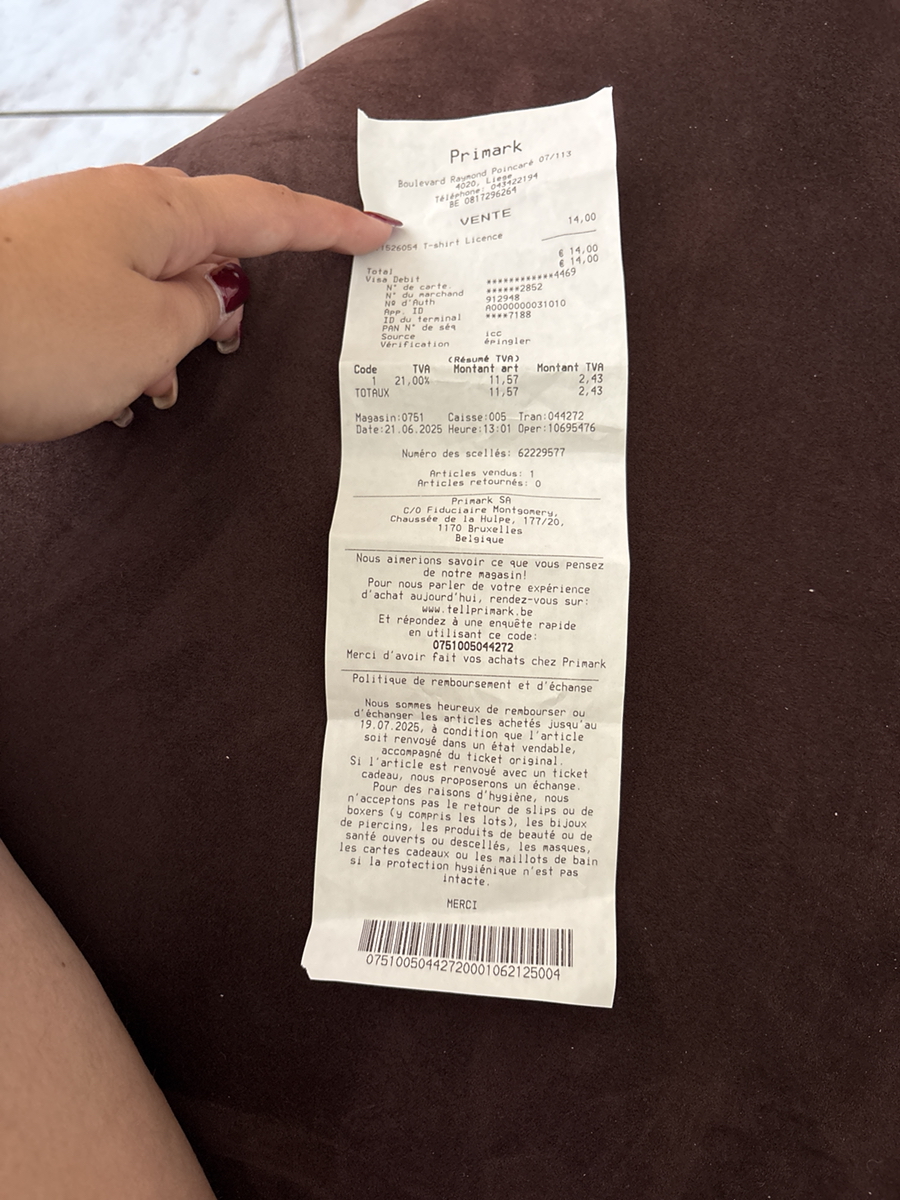 Primark
Boulevard Raymond Poincaré 07/113
4020, Liege
Téléphone: 043422194
BE 0817296264
VENTE
1526054 T-shirt Licence 14,00
Total € 14,00
Visa Debit € 14,00
N° de carte. ************4469
N° du marchand ******2852
Nº d'Auth 912948
App. ID A0000000031010
ID du terminal ****7188
PAN N° de séq
Source icc
Vérification épingler
(Résumé TVA)
Code TVA Montant art Montant TVA
1 21,00% 11,57 2,43
TOTAUX 11,57 2,43
Magasin:0751 Caisse:005 Tran:044272
Date:21.06.2025 Heure:13:01 Oper:10695476
Numéro des scellés: 62229577
Articles vendus: 1
Articles retournés: 0
Primark SA
C/O Fiduciaire Montgomery,
Chaussée de la Hulpe, 177/20,
1170 Bruxelles
Belgique
Nous aimerions savoir ce que vous pensez
de notre magasin!
Pour nous parler de votre expérience
d'achat aujourd'hui, rendez-vous sur:
www.tellprimark.be
Et répondez à une enquête rapide
en utilisant ce code:
0751005044272
Merci d'avoir fait vos achats chez Primark
Politique de remboursement et d'échange
Nous sommes heureux de rembourser ou
d'échanger les articles achetés jusqu'au
19.07.2025, à condition que l'article
soit renvoyé dans un état vendable,
accompagné du ticket original.
Si l'article est renvoyé avec un ticket
cadeau, nous proposerons un échange.
Pour des raisons d'hygiène, nous
n'acceptons pas le retour de slips ou de
boxers (y compris les lots), les bijoux
de piercing, les produits de beauté ou de
santé ouverts ou descellés, les masques,
les cartes cadeaux ou les maillots de bain
si la protection hygiénique n'est pas
intacte.
MERCI
07510050442720001062125004